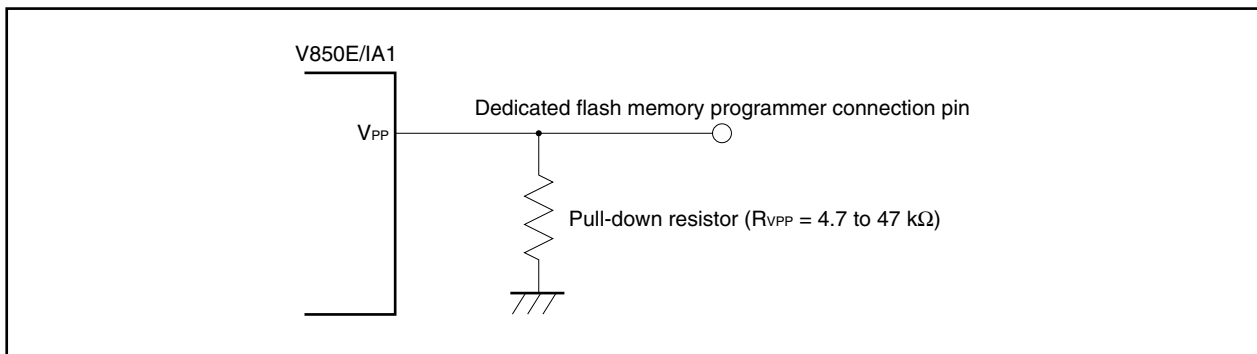 V850E/IA1
Dedicated flash memory programmer connection pin
VPP
Pull-down resistor (RVPP = 4.7 to 47 kΩ)